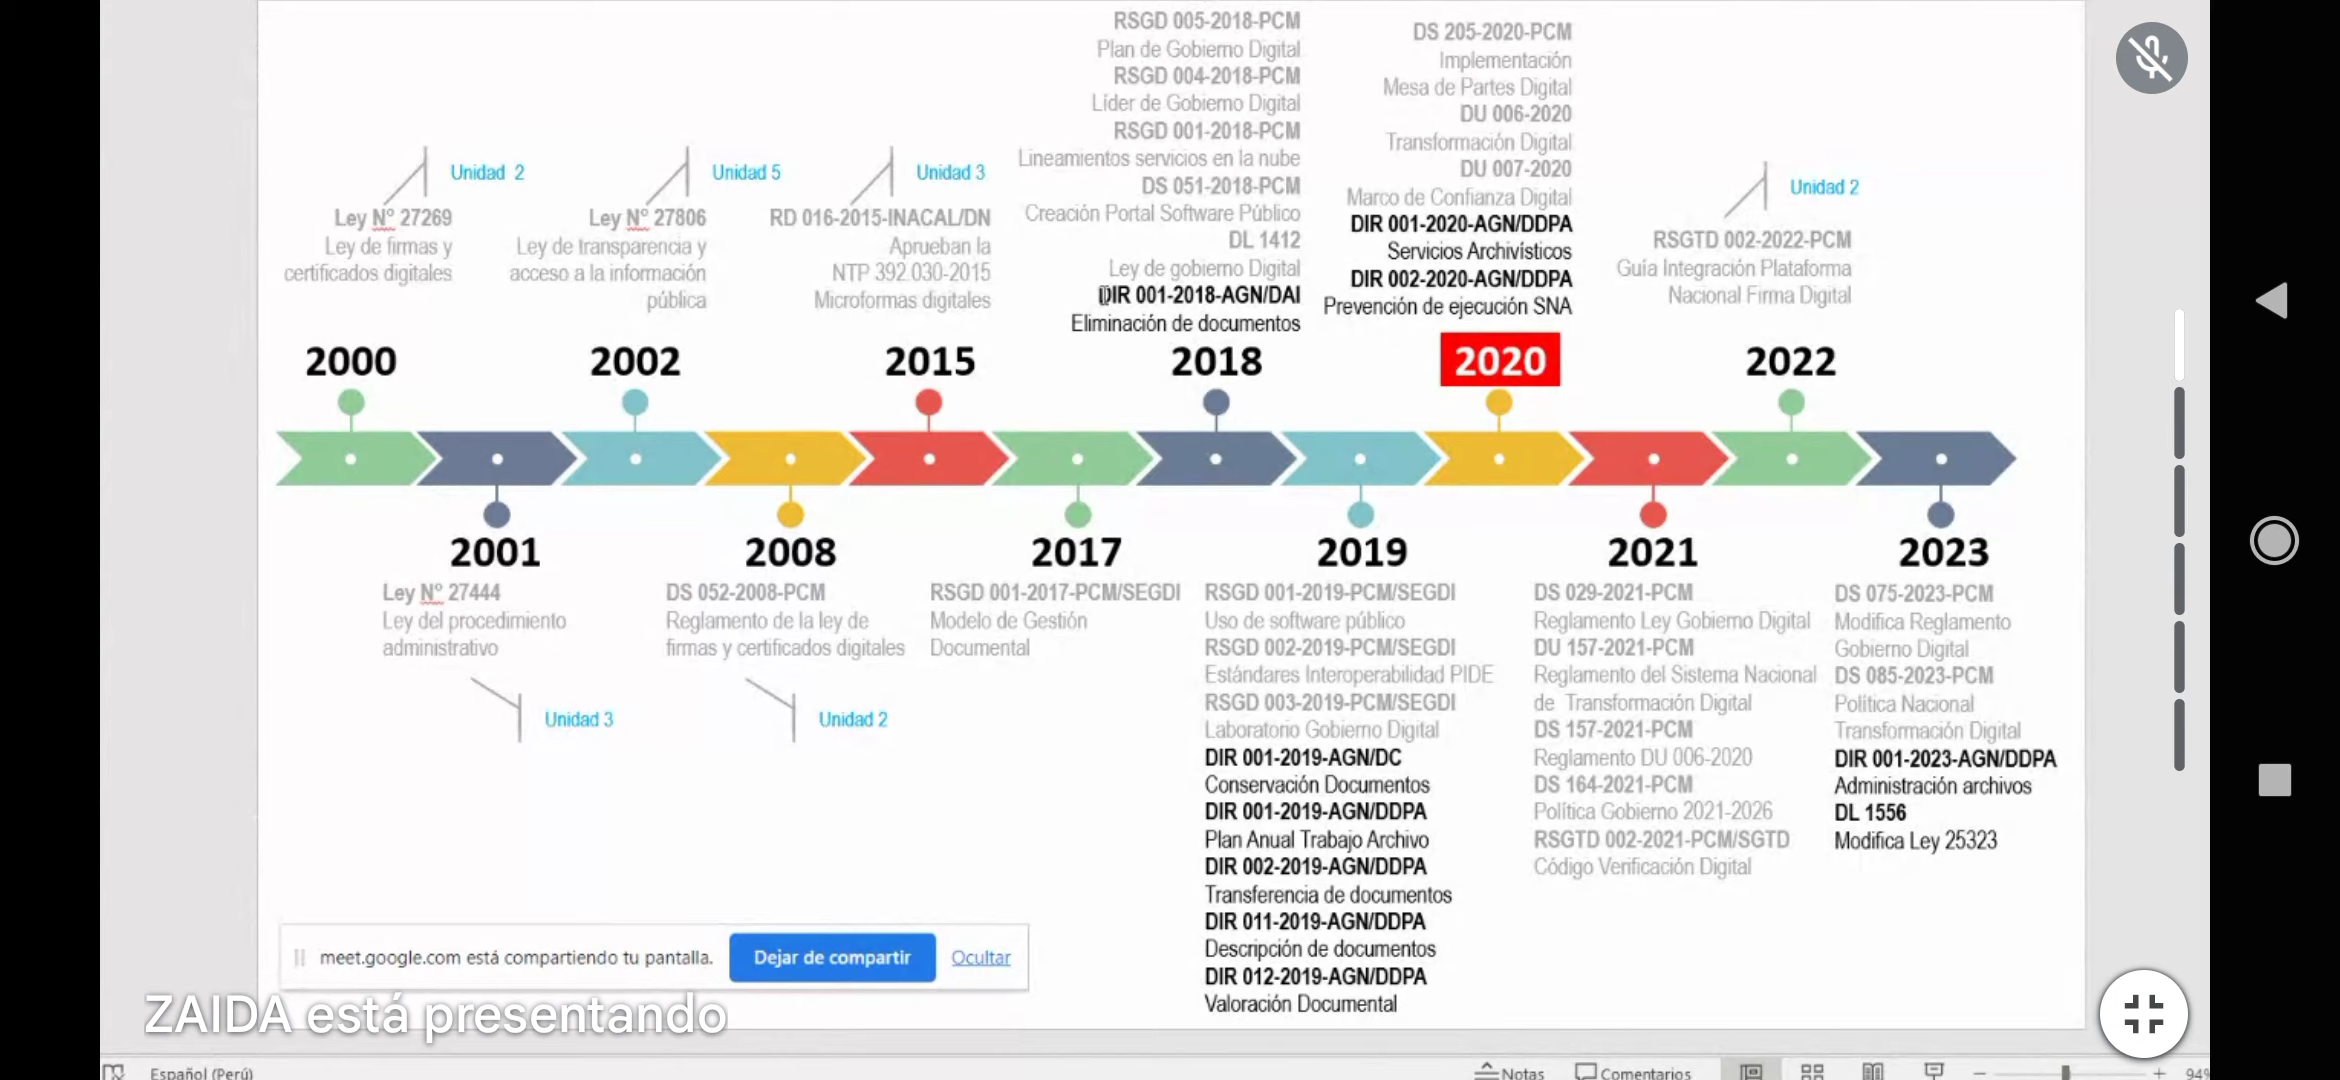 RSGD 005-2018-PCM
Plan de Gobierno Digital
RSGD 004-2018-PCM
Líder de Gobierno Digital
RSGD 001-2018-PCM
Lineamientos servicios en la nube
DS 051-2018-PCM
Creación Portal Software Público
DL 1412
Ley de gobierno Digital
DIR 001-2018-AGN/DAI
Eliminación de documentos
DS 205-2020-PCM
Implementación
Mesa de Partes Digital
DU 006-2020
Transformación Digital
DU 007-2020
Marco de Confianza Digital
DIR 001-2020-AGN/DDPA
Servicios Archivísticos
DIR 002-2020-AGN/DDPA
Prevención de ejecución SNA
Unidad 2
Ley N° 27269
Ley de firmas y
certificados digitales
Unidad 5
Ley N° 27806
Ley de transparencia y
acceso a la información
pública
Unidad 3
RD 016-2015-INACAL/DN
Aprueban la
NTP 392.030-2015
Microformas digitales
Unidad 2
RSGTD 002-2022-PCM
Guía Integración Plataforma
Nacional Firma Digital
2000
2002
2015
2018
2020
2022
2001
2008
2017
2019
2021
2023
Ley N° 27444
Ley del procedimiento
administrativo
Unidad 3
DS 052-2008-PCM
Reglamento de la ley de
firmas y certificados digitales
Unidad 2
RSGD 001-2017-PCM/SEGDI
Modelo de Gestión
Documental
RSGD 001-2019-PCM/SEGDI
Uso de software público
RSGD 002-2019-PCM/SEGDI
Estándares Interoperabilidad PIDE
RSGD 003-2019-PCM/SEGDI
Laboratorio Gobierno Digital
DIR 001-2019-AGN/DC
Conservación Documentos
DIR 001-2019-AGN/DDPA
Plan Anual Trabajo Archivo
DIR 002-2019-AGN/DDPA
Transferencia de documentos
DIR 011-2019-AGN/DDPA
Descripción de documentos
DIR 012-2019-AGN/DDPA
Valoración Documental
DS 029-2021-PCM
Reglamento Ley Gobierno Digital
DU 157-2021-PCM
Reglamento del Sistema Nacional
de Transformación Digital
DS 157-2021-PCM
Reglamento DU 006-2020
DS 164-2021-PCM
Política Gobierno 2021-2026
RSGTD 002-2021-PCM/SGTD
Código Verificación Digital
DS 075-2023-PCM
Modifica Reglamento
Gobierno Digital
DS 085-2023-PCM
Política Nacional
Transformación Digital
DIR 001-2023-AGN/DDPA
Administración archivos
DL 1556
Modifica Ley 25323
meet.google.com está compartiendo tu pantalla.
Dejar de compartir
Ocultar
ZAIDA está presentando
Español (Perú)
Notas
Comentarios
94%